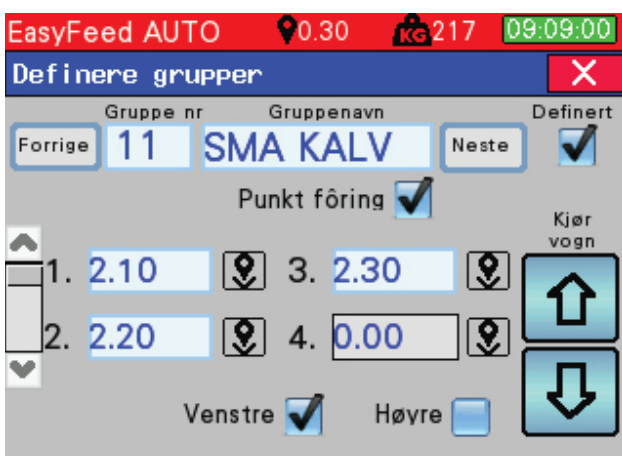 EasyFeed AUTO 0.30 KG 217 09:09:00
Definere grupper X
Gruppe nr Gruppenavn Definert
Forrige 11 SMA KALV Neste
Punkt fôring
Kjør
vogn
1. 2.10 3. 2.30
2. 2.20 4. 0.00
Venstre Høyre